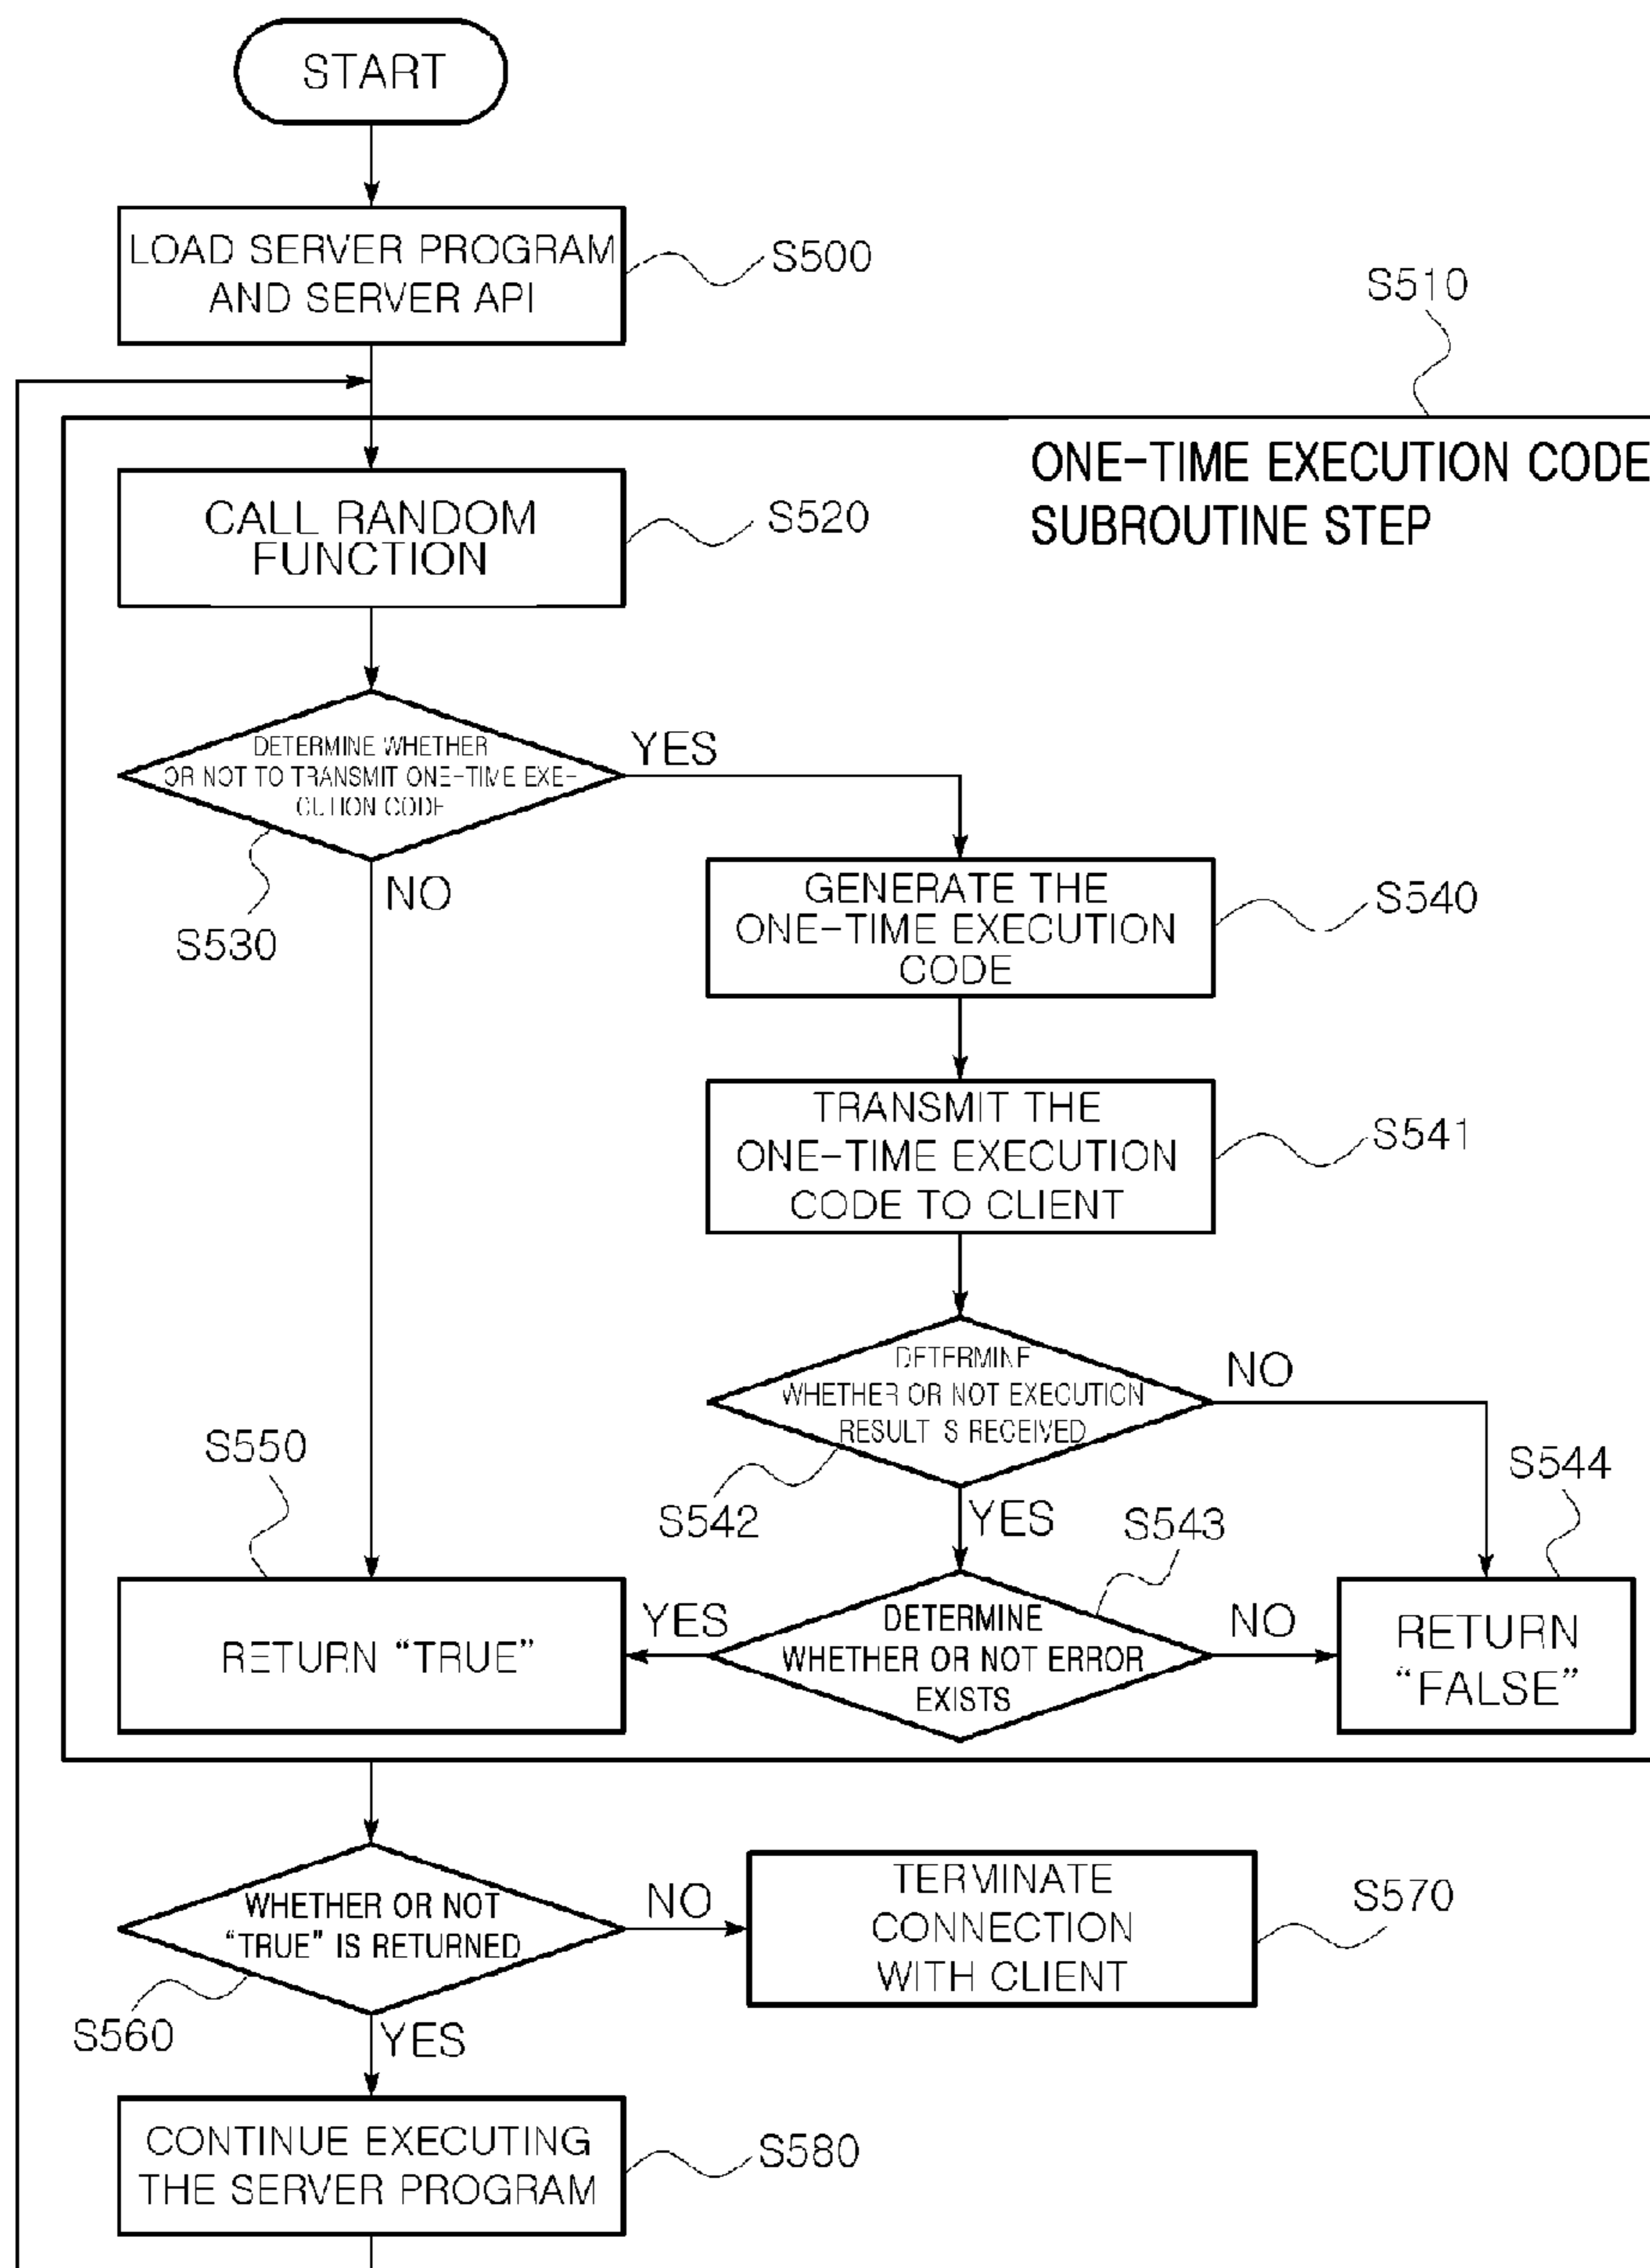 START
LOAD SERVER PROGRAM
AND SERVER API
S500
S510
ONE-TIME EXECUTION CODE
SUBROUTINE STEP
CALL RANDOM
FUNCTION
S520
DETERMINE WHETHER
OR NOT TO TRANSMIT ONE-TIME EXE-
CUTION CODE
YES
NO
S530
GENERATE THE
ONE-TIME EXECUTION
CODE
S540
TRANSMIT THE
ONE-TIME EXECUTION
CODE TO CLIENT
S541
DETERMINE
WHETHER OR NOT EXECUTION
RESULT IS RECEIVED
NO
S542
YES
S550
S543
S544
RETURN “TRUE”
YES
DETERMINE
WHETHER OR NOT ERROR
EXISTS
NO
RETURN
“FALSE”
WHETHER OR NOT
“TRUE” IS RETURNED
NO
S560
YES
TERMINATE
CONNECTION
WITH CLIENT
S570
CONTINUE EXECUTING
THE SERVER PROGRAM
S580